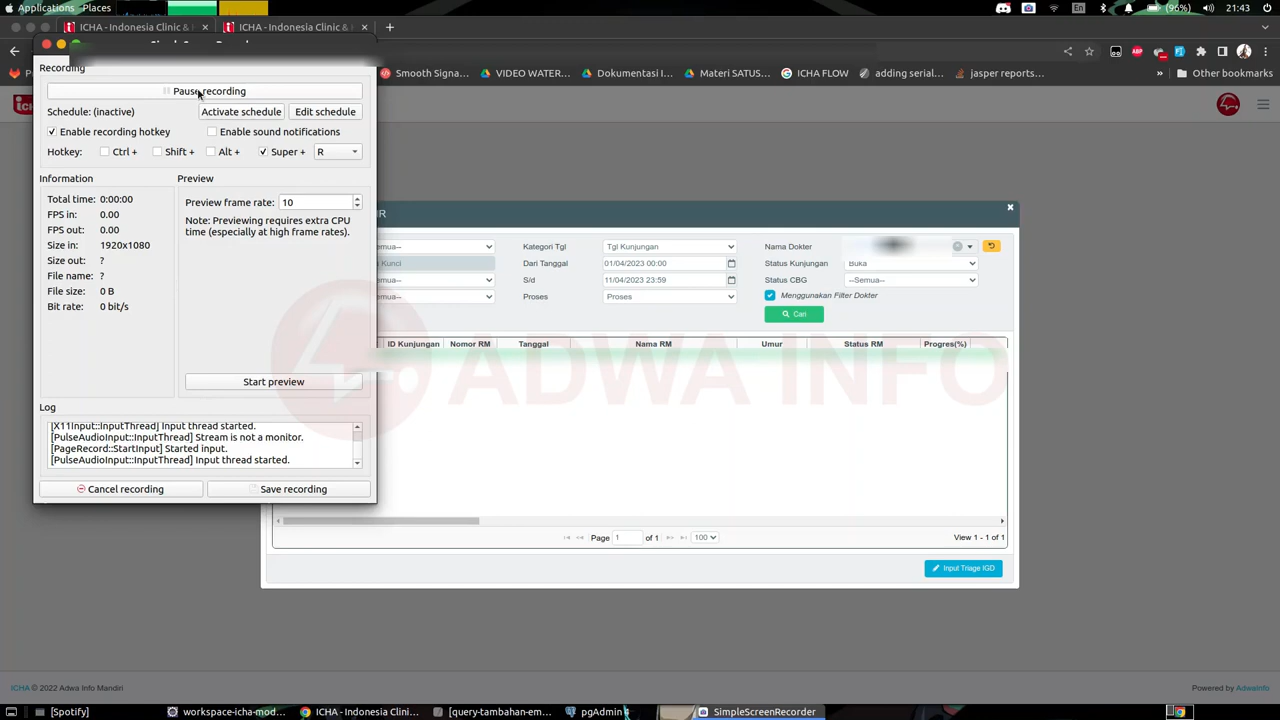 Applications Places
En
(96%)
21:43
ICHA - Indonesia Clinic &
ICHA - Indonesia Clinic &
Smooth Signa...
VIDEO WATER...
Dokumentasi I...
Materi SATUS...
ICHA FLOW
adding serial...
jasper reports...
»
Other bookmarks
Recording
Pause recording
Schedule: (inactive)
Activate schedule
Edit schedule
Enable recording hotkey
Enable sound notifications
Hotkey:
Ctrl +
Shift +
Alt +
Super +
R
Information
Preview
Total time: 0:00:00
FPS in: 0.00
FPS out: 0.00
Size in: 1920x1080
Size out: ?
File name: ?
File size: 0 B
Bit rate: 0 bit/s
Preview frame rate: 10
Note: Previewing requires extra CPU
time (especially at high frame rates).
Start preview
Log
[X11Input::InputThread] Input thread started.
[PulseAudioInput::InputThread] Stream is not a monitor.
[PageRecord::StartInput] Started input.
[PulseAudioInput::InputThread] Input thread started.
Cancel recording
Save recording
Kategori Tgl
Tgl Kunjungan
Nama Dokter
Kunci
Dari Tanggal
01/04/2023 00:00
Status Kunjungan
Buka
S/d
11/04/2023 23:59
Status CBG
--Semua--
Proses
Proses
Menggunakan Filter Dokter
Cari
ID Kunjungan
Nomor RM
Tanggal
Nama RM
Umur
Status RM
Progres(%)
ADWA INFO
Page 1 of 1
100
View 1 - 1 of 1
Input Triage IGD
ICHA © 2022 Adwa Info Mandiri
Powered by AdwaInfo
[Spotify]
workspace-icha-mod...
ICHA - Indonesia Clini...
[query-tambahan-em...
pgAdmin
SimpleScreenRecorder